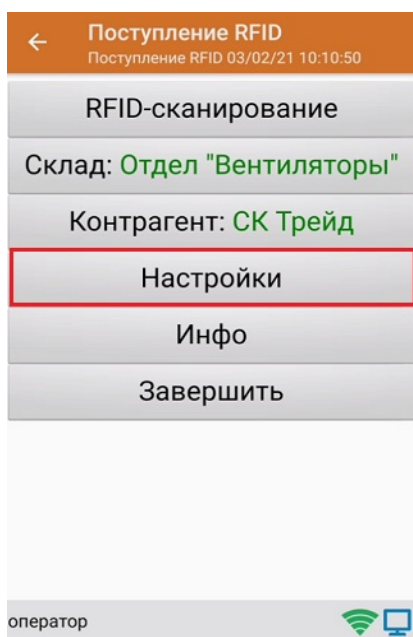 Поступление RFID
Поступление RFID 03/02/21 10:10:50
RFID-сканирование
Склад: Отдел "Вентиляторы"
Контрагент: СК Трейд
Настройки
Инфо
Завершить
оператор